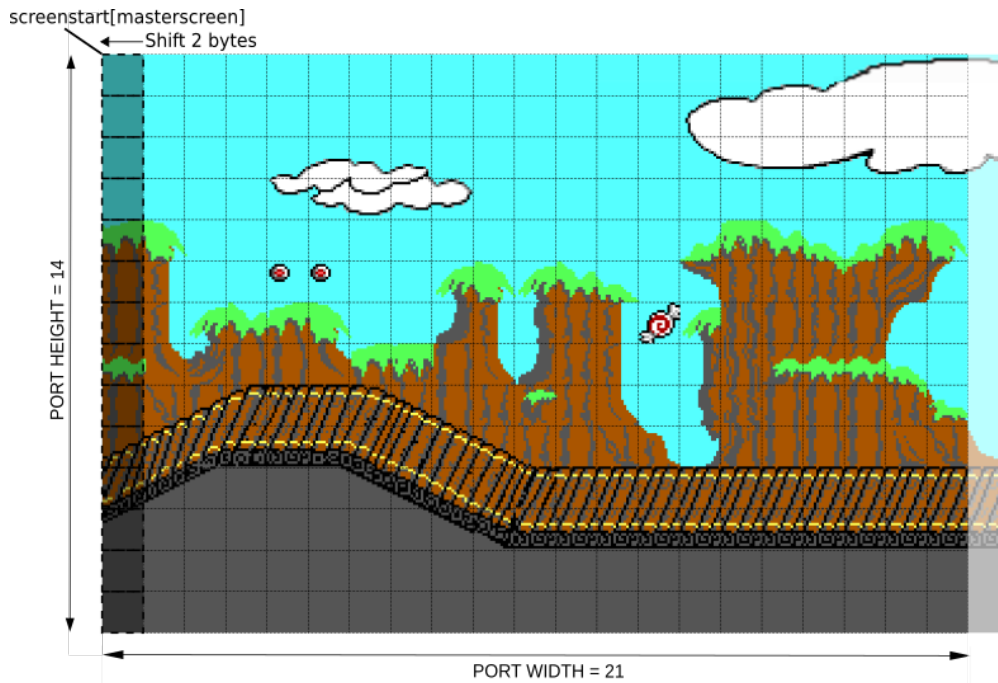 screenstart[masterscreen]
Shift 2 bytes
PORT HEIGHT = 14
PORT WIDTH = 21